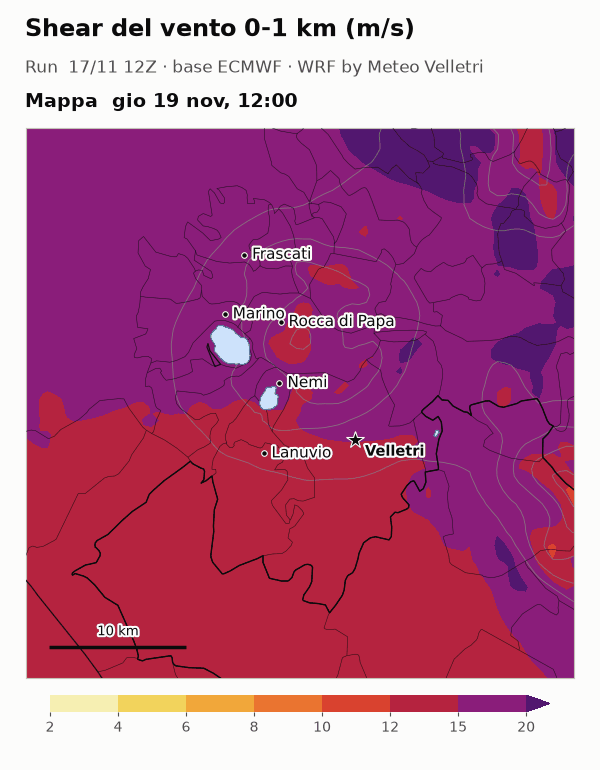 Shear del vento 0-1 km (m/s)
Run  17/11 12Z · base ECMWF · WRF by Meteo Velletri
Mappa  gio 19 nov, 12:00
Frascati
Marino
Rocca di Papa
Nemi
Velletri
Lanuvio
10 km
2 4 6 8 10 12 15 20